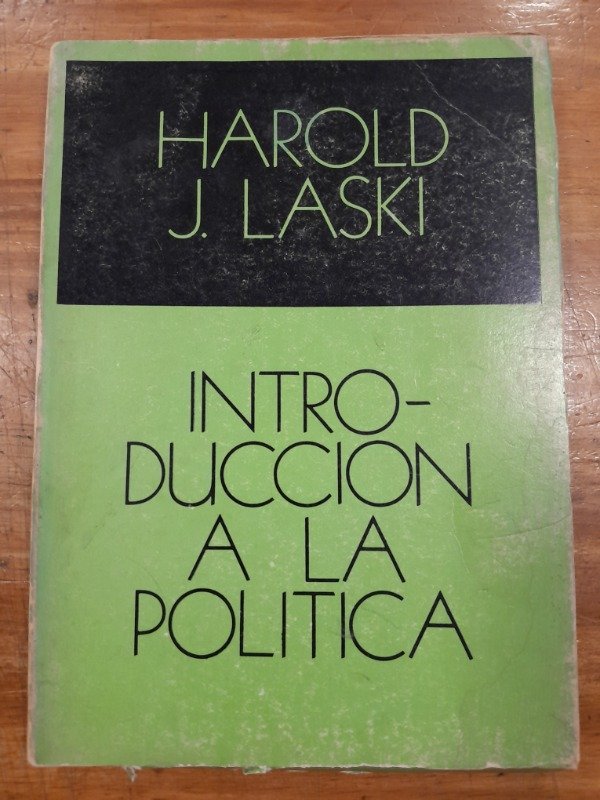 HAROLD
J. LASKI
INTRO-
DUCCION
A LA
POLITICA